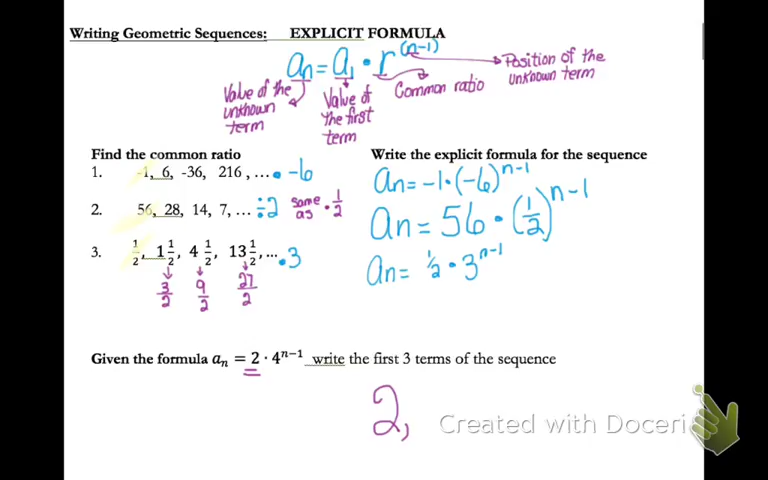 Writing Geometric Sequences: EXPLICIT FORMULA
aₙ = a₁ · r⁽ⁿ⁻¹⁾
Position of the unknown term
Common ratio
Value of the unknown term
Value of the first term
Find the common ratio
1. -1, 6, -36, 216 , … • -6
2. 56, 28, 14, 7, … ÷2 same as · 1/2
3. 1/2, 1 1/2, 4 1/2, 13 1/2, … •3
3/2 9/2 27/2
Write the explicit formula for the sequence
an = -1·(-6)ⁿ⁻¹
an = 56 · (1/2)ⁿ⁻¹
an = 1/2 · 3ⁿ⁻¹
Given the formula aₙ = 2 · 4ⁿ⁻¹ write the first 3 terms of the sequence
2,
Created with Doceri